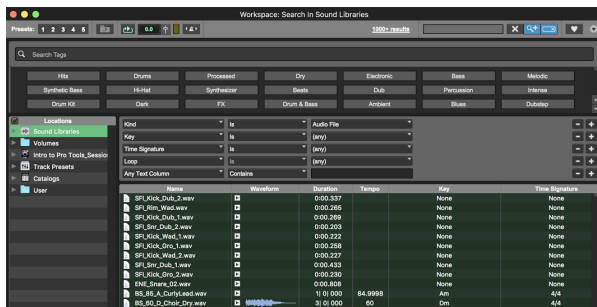 Workspace: Search In Sound Libraries
Presets: 1 2 3 4 5 0.0 1000+ results
Search Tags
Hits Drums Processed Dry Electronic Bass Melodic
Synthetic Bass Hi-Hat Synthesizer Beats Dub Percussion Intense
Drum Kit Dark FX Drum & Bass Ambient Blues Dubstep
Locations
Sound Libraries
Volumes
Intro to Pro Tools_Session
Track Presets
Catalogs
User
Kind Is Audio File
Key Is (any)
Time Signature Is (any)
Loop Is (any)
Any Text Column Contains
Name Waveform Duration Tempo Key Time Signature
SFI_Kick_Dub_2.wav 0:00.337 None None
SFI_Rim_Wad.wav 0:00.265 None None
SFI_Kick_Dub_1.wav 0:00.269 None None
SFI_Snr_Dub_2.wav 0:00.203 None None
SFI_Kick_Wad_1.wav 0:00.222 None None
SFI_Kick_Gro_1.wav 0:00.258 None None
SFI_Kick_Wad_2.wav 0:00.227 None None
SFI_Snr_Dub_1.wav 0:00.433 None None
SFI_Kick_Gro_2.wav 0:00.230 None None
ENE_Snare_02.wav 0:00.808 None None
BS_85_A_CurlyLead.wav 1| 0| 000 84.9998 Am 4/4
BS_60_D_Choir_Dry.wav 3| 0| 000 60 Dm 4/4